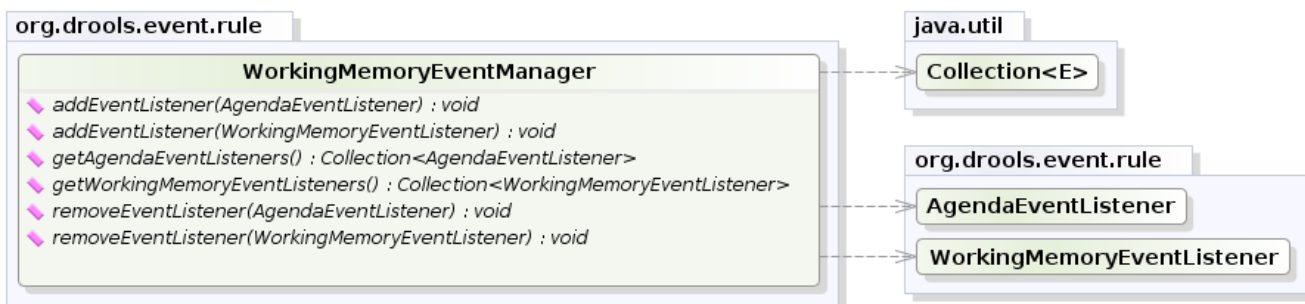 org.drools.event.rule
WorkingMemoryEventManager
addEventListener(AgendaEventListener) : void
addEventListener(WorkingMemoryEventListener) : void
getAgendaEventListeners() : Collection<AgendaEventListener>
getWorkingMemoryEventListeners() : Collection<WorkingMemoryEventListener>
removeEventListener(AgendaEventListener) : void
removeEventListener(WorkingMemoryEventListener) : void
java.util
Collection<E>
org.drools.event.rule
AgendaEventListener
WorkingMemoryEventListener